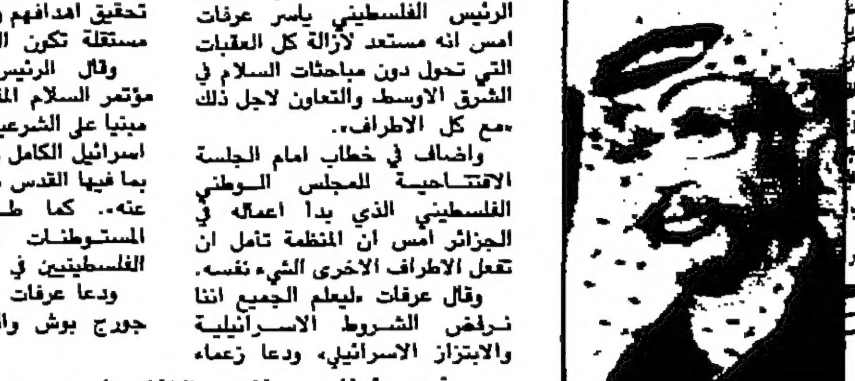 الرئيس الفلسطيني ياسر عرفات
امس انه مستعد لأزالة كل العقبات
التي تحول دون مباحثات السلام في
الشرق الاوسط والتعاون لاجل ذلك
«مع كل الاطراف».
واضاف في خطاب امام الجلسة
الافتتاحية للمجلس الوطني
الفلسطيني الذي بدأ اعماله في
الجزائر أمس ان المنظمة تأمل ان
تفعل الاطراف الاخرى الشيء نفسه.
وقال عرفات «ليعلم الجميع اننا
نرفض الشروط الاسرائيلية
والابتزاز الاسرائيلي» ودعا زعماء
تحقيق اهدافهم و
مستقلة تكون
وقال الرئيس
مؤتمر السلام
مبنيا على
اسرائيل الكامل
بما فيها القدس
عنه». كما
المستوطنات
الفلسطينيين في
ودعا عرفات
جورج بوش